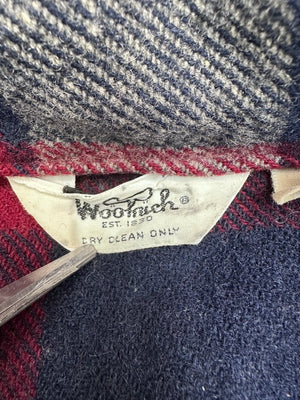 Woolrich®
EST. 1830
DRY CLEAN ONLY